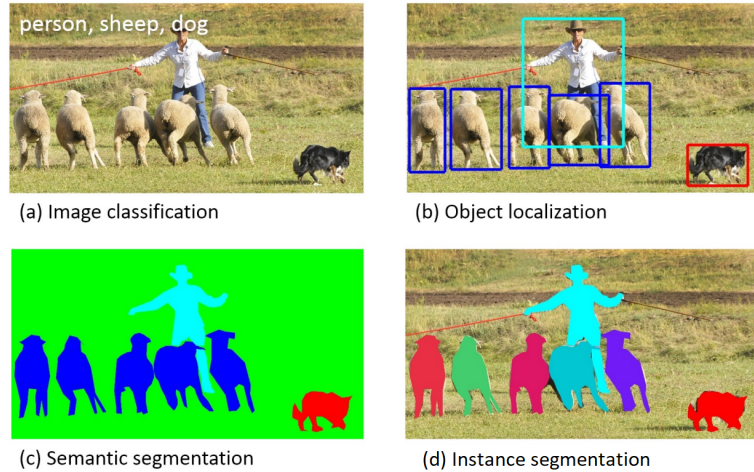 person, sheep, dog
(a) Image classification
(b) Object localization
(c) Semantic segmentation
(d) Instance segmentation